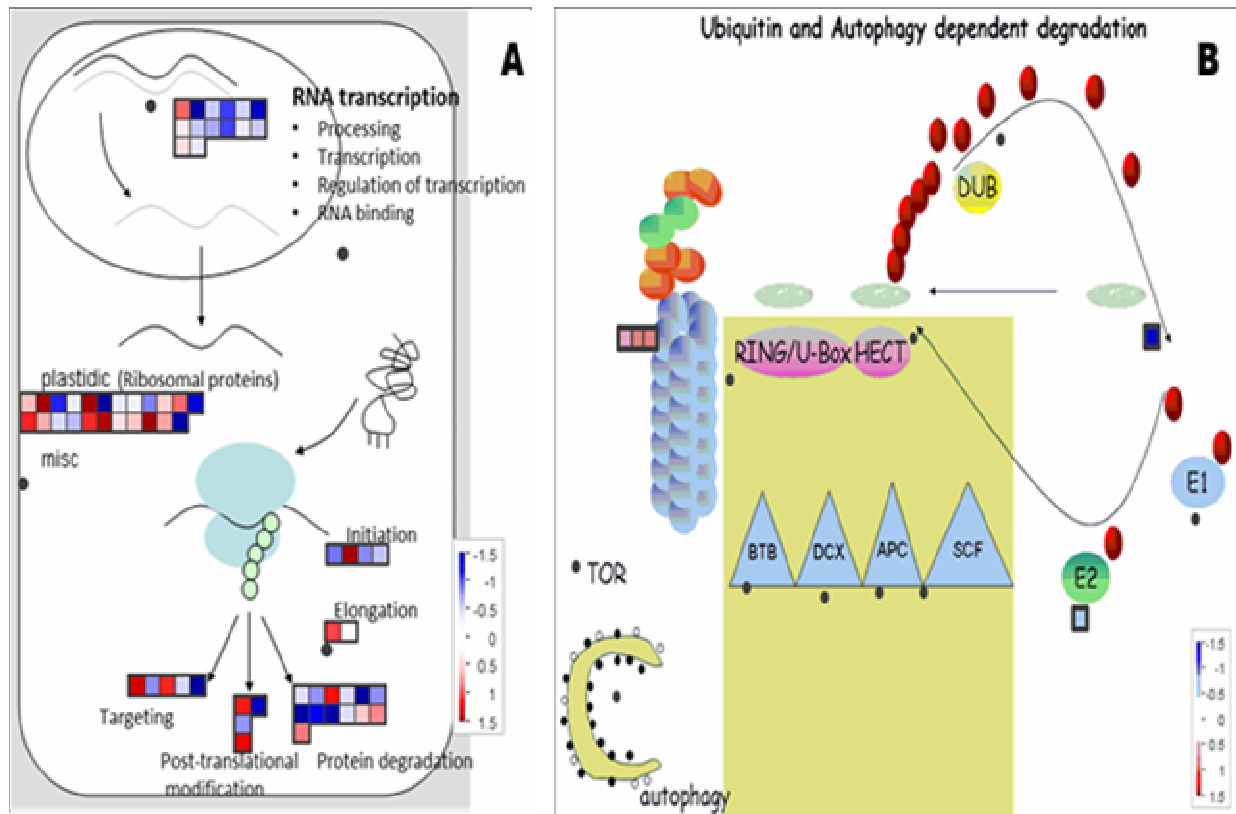 A
RNA transcription
• Processing
• Transcription
• Regulation of transcription
• RNA binding
plastidic (Ribosomal proteins)
misc
Initiation
Elongation
Targeting
Post-translational
modification
Protein degradation
-1.5
-1
-0.5
0
0.5
1
1.5
Ubiquitin and Autophagy dependent degradation
B
DUB
RING/U-Box
HECT
E1
BTB
DCX
APC
SCF
E2
TOR
autophagy
-1.5
-1
-0.5
0
0.5
1
1.5